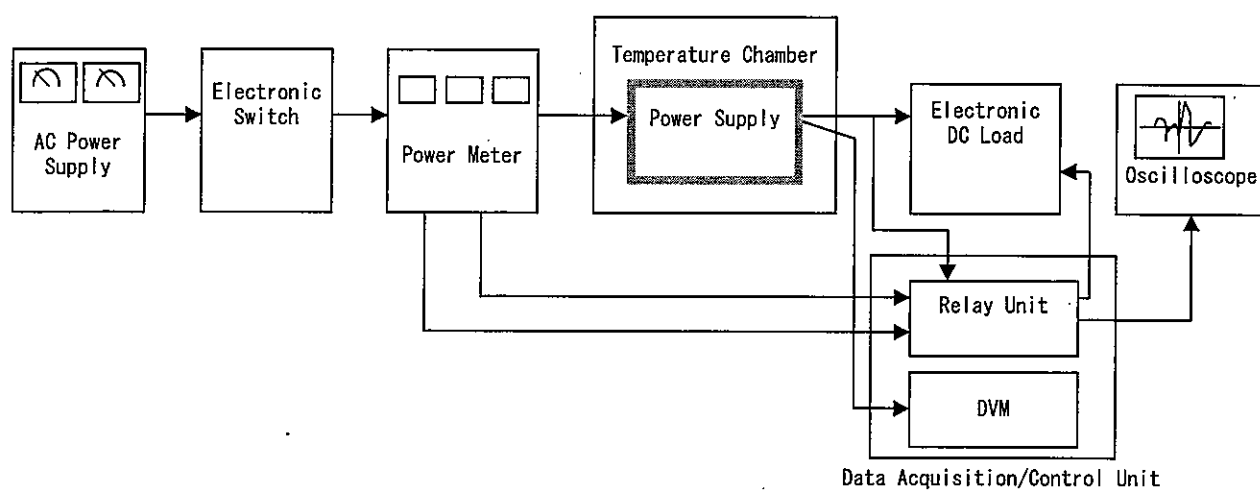 AC Power
Supply
Electronic
Switch
Power Meter
Temperature Chamber
Power Supply
Electronic
DC Load
Oscilloscope
Relay Unit
DVM
Data Acquisition/Control Unit